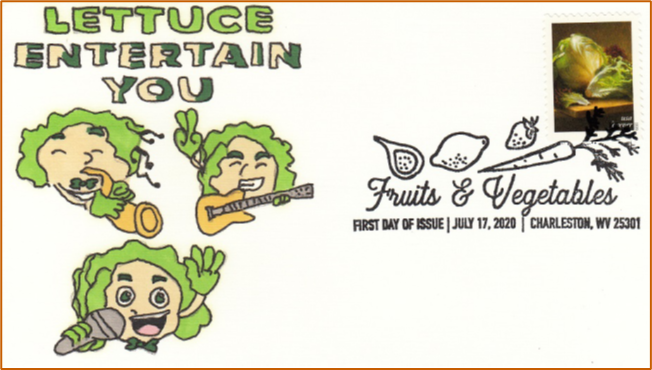 LETTUCE
ENTERTAIN
YOU
Fruits & Vegetables
FIRST DAY OF ISSUE | JULY 17, 2020 | CHARLESTON, WV 25301